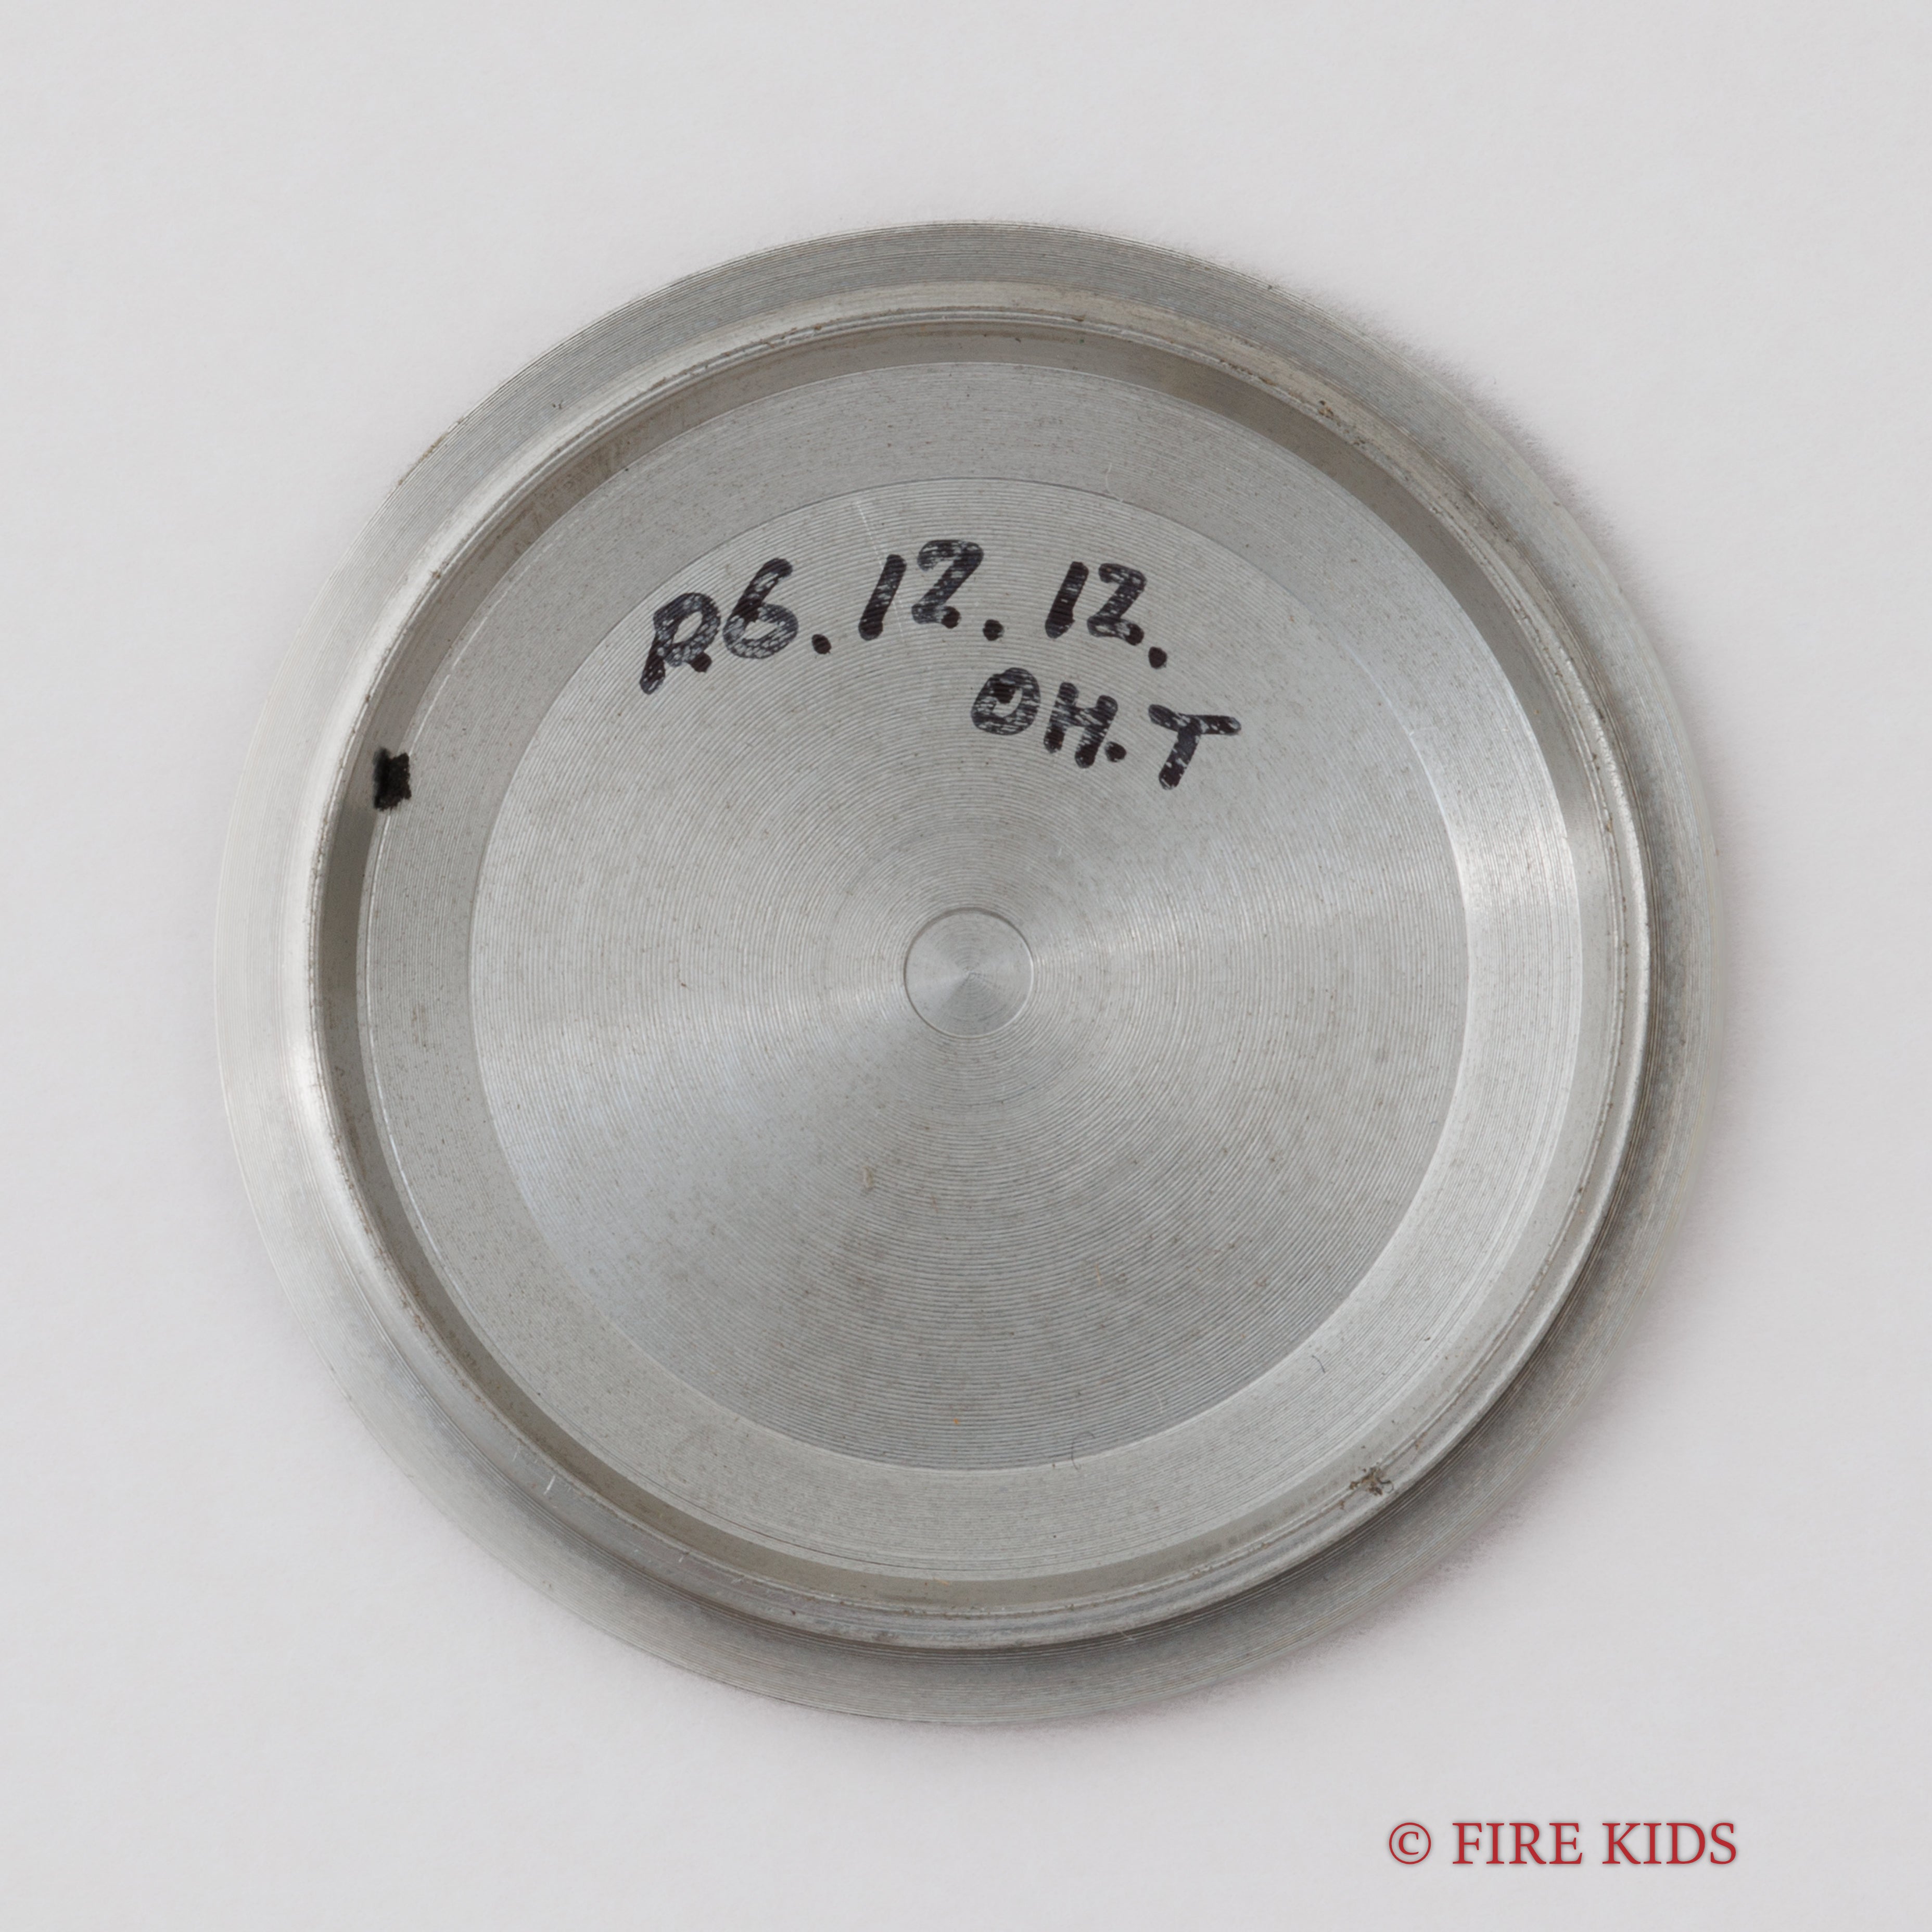 R6.12.12.
OH.T
© FIRE KIDS